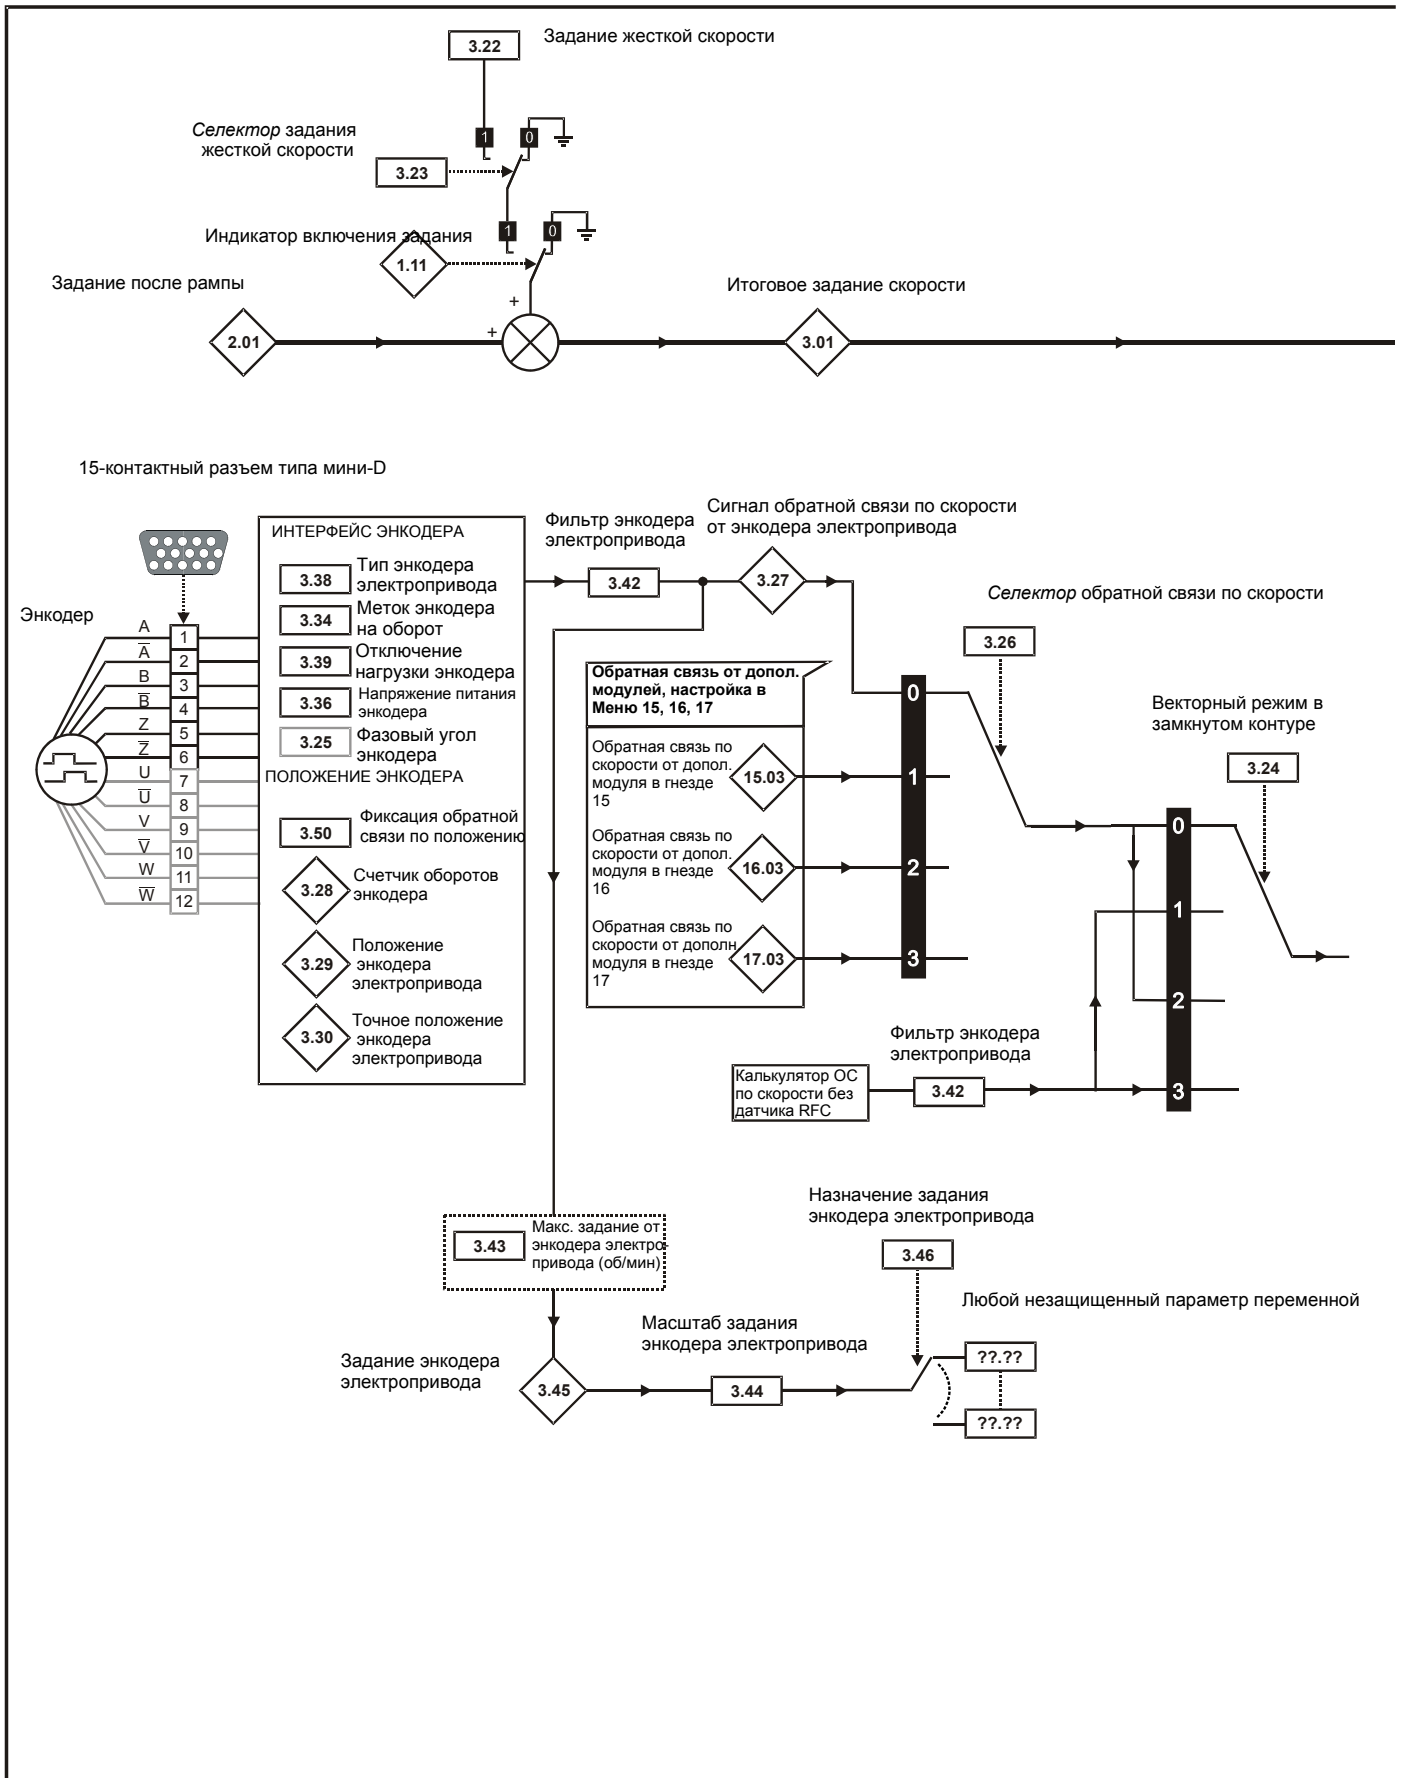 3.22
Задание жесткой скорости
Селектор задания
жесткой скорости
1
0
3.23
Индикатор включения задания
1
0
1.11
Задание после рампы
Итоговое задание скорости
+
+
2.01
3.01
15-контактный разъем типа мини-D
ИНТЕРФЕЙС ЭНКОДЕРА
3.38
Тип энкодера
электропривода
3.34
Меток энкодера
на оборот
3.39
Отключение
нагрузки энкодера
3.36
Напряжение питания
энкодера
3.25
Фазовый угол
энкодера
ПОЛОЖЕНИЕ ЭНКОДЕРА
3.50
Фиксация обратной
связи по положению
3.28
Счетчик оборотов
энкодера
3.29
Положение
энкодера
электропривода
3.30
Точное положение
энкодера
электропривода
Энкодер
A 1
A̅ 2
B 3
B̅ 4
Z 5
Z̅ 6
U 7
U̅ 8
V 9
V̅ 10
W 11
W̅ 12
Фильтр энкодера
электропривода
3.42
Сигнал обратной связи по скорости
от энкодера электропривода
3.27
Селектор обратной связи по скорости
3.26
Обратная связь от допол.
модулей, настройка в
Меню 15, 16, 17
Обратная связь по
скорости от допол.
модуля в гнезде
15
15.03
Обратная связь по
скорости от допол.
модуля в гнезде
16
16.03
Обратная связь по
скорости от дополн
модуля в гнезде
17
17.03
0
1
2
3
Векторный режим в
замкнутом контуре
3.24
0
1
2
3
Фильтр энкодера
электропривода
Калькулятор ОС
по скорости без
датчика RFC
3.42
3.43
Макс. задание от
энкодера электро-
привода (об/мин)
Назначение задания
энкодера электропривода
3.46
Любой незащищенный параметр переменной
Масштаб задания
энкодера электропривода
Задание энкодера
электропривода
3.45
3.44
??.??
??.??